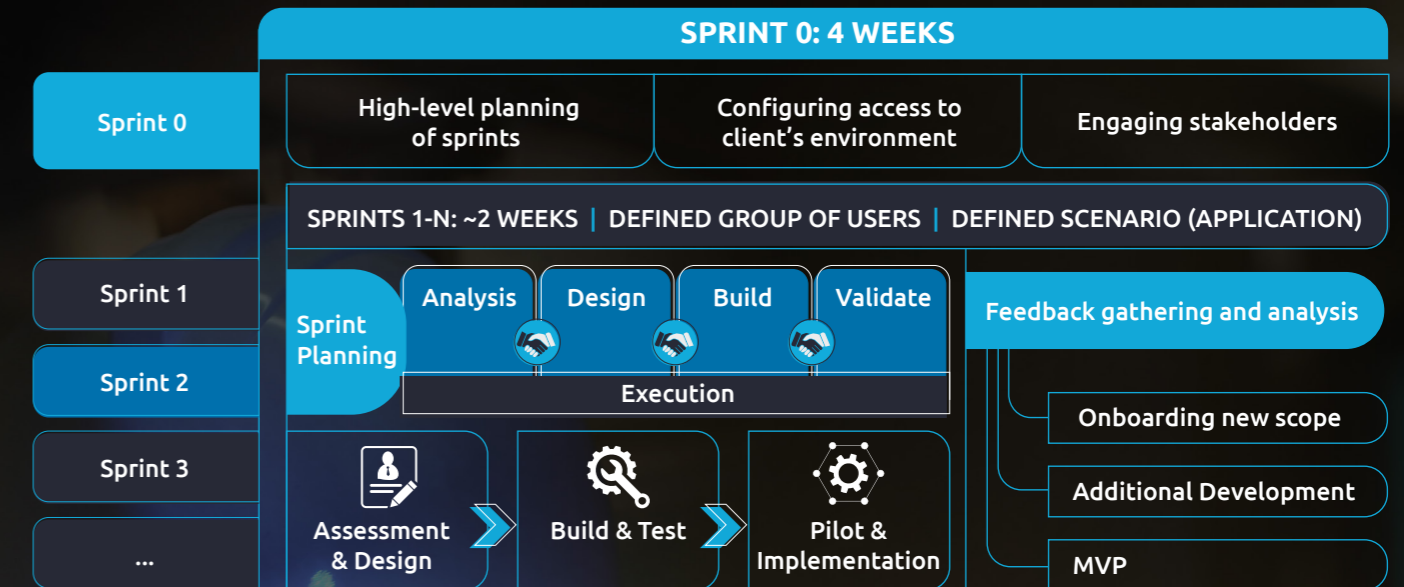 SPRINT 0: 4 WEEKS
Sprint 0
High-level planning
of sprints
Configuring access to
client’s environment
Engaging stakeholders
SPRINTS 1-N: ~2 WEEKS | DEFINED GROUP OF USERS | DEFINED SCENARIO (APPLICATION)
Sprint 1
Sprint 2
Sprint 3
...
Sprint
Planning
Analysis
Design
Build
Validate
Execution
Assessment
& Design
Build & Test
Pilot &
Implementation
Feedback gathering and analysis
Onboarding new scope
Additional Development
MVP